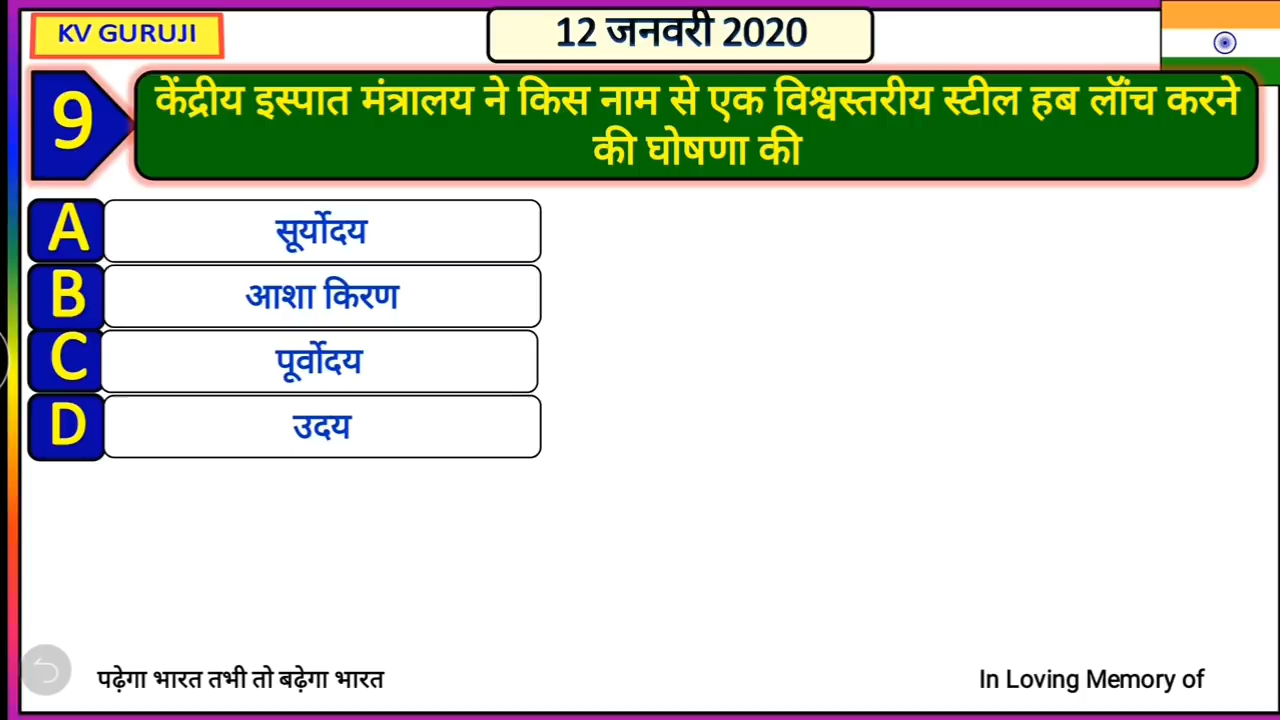 KV GURUJI
12 जनवरी 2020
9
केंद्रीय इस्पात मंत्रालय ने किस नाम से एक विश्वस्तरीय स्टील हब लॉंच करने
की घोषणा की
A सूर्योदय
B आशा किरण
C पूर्वोदय
D उदय
पढ़ेगा भारत तभी तो बढ़ेगा भारत
In Loving Memory of